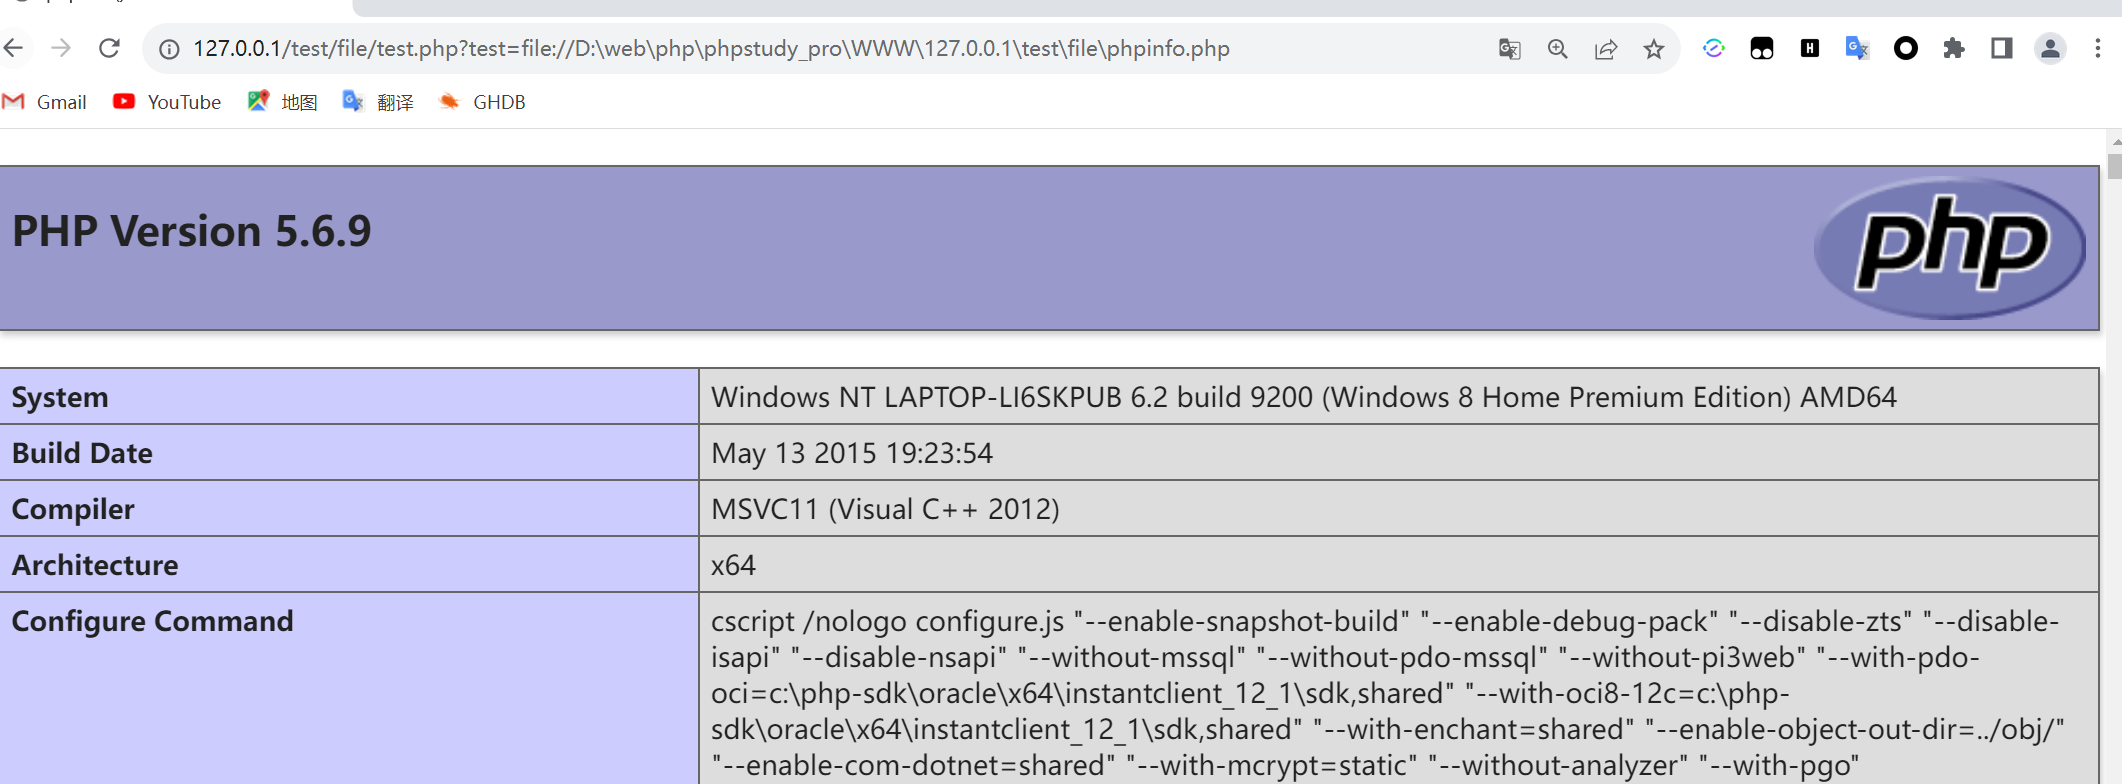 127.0.0.1/test/file/test.php?test=file://D:\web\php\phpstudy_pro\WWW\127.0.0.1\test\file\phpinfo.php
Gmail YouTube 地图 翻译 GHDB
PHP Version 5.6.9
php
System Windows NT LAPTOP-LI6SKPUB 6.2 build 9200 (Windows 8 Home Premium Edition) AMD64
Build Date May 13 2015 19:23:54
Compiler MSVC11 (Visual C++ 2012)
Architecture x64
Configure Command cscript /nologo configure.js "--enable-snapshot-build" "--enable-debug-pack" "--disable-zts" "--disable-
isapi" "--disable-nsapi" "--without-mssql" "--without-pdo-mssql" "--without-pi3web" "--with-pdo-
oci=c:\php-sdk\oracle\x64\instantclient_12_1\sdk,shared" "--with-oci8-12c=c:\php-
sdk\oracle\x64\instantclient_12_1\sdk,shared" "--with-enchant=shared" "--enable-object-out-dir=../obj/"
"--enable-com-dotnet=shared" "--with-mcrypt=static" "--without-analyzer" "--with-pgo"